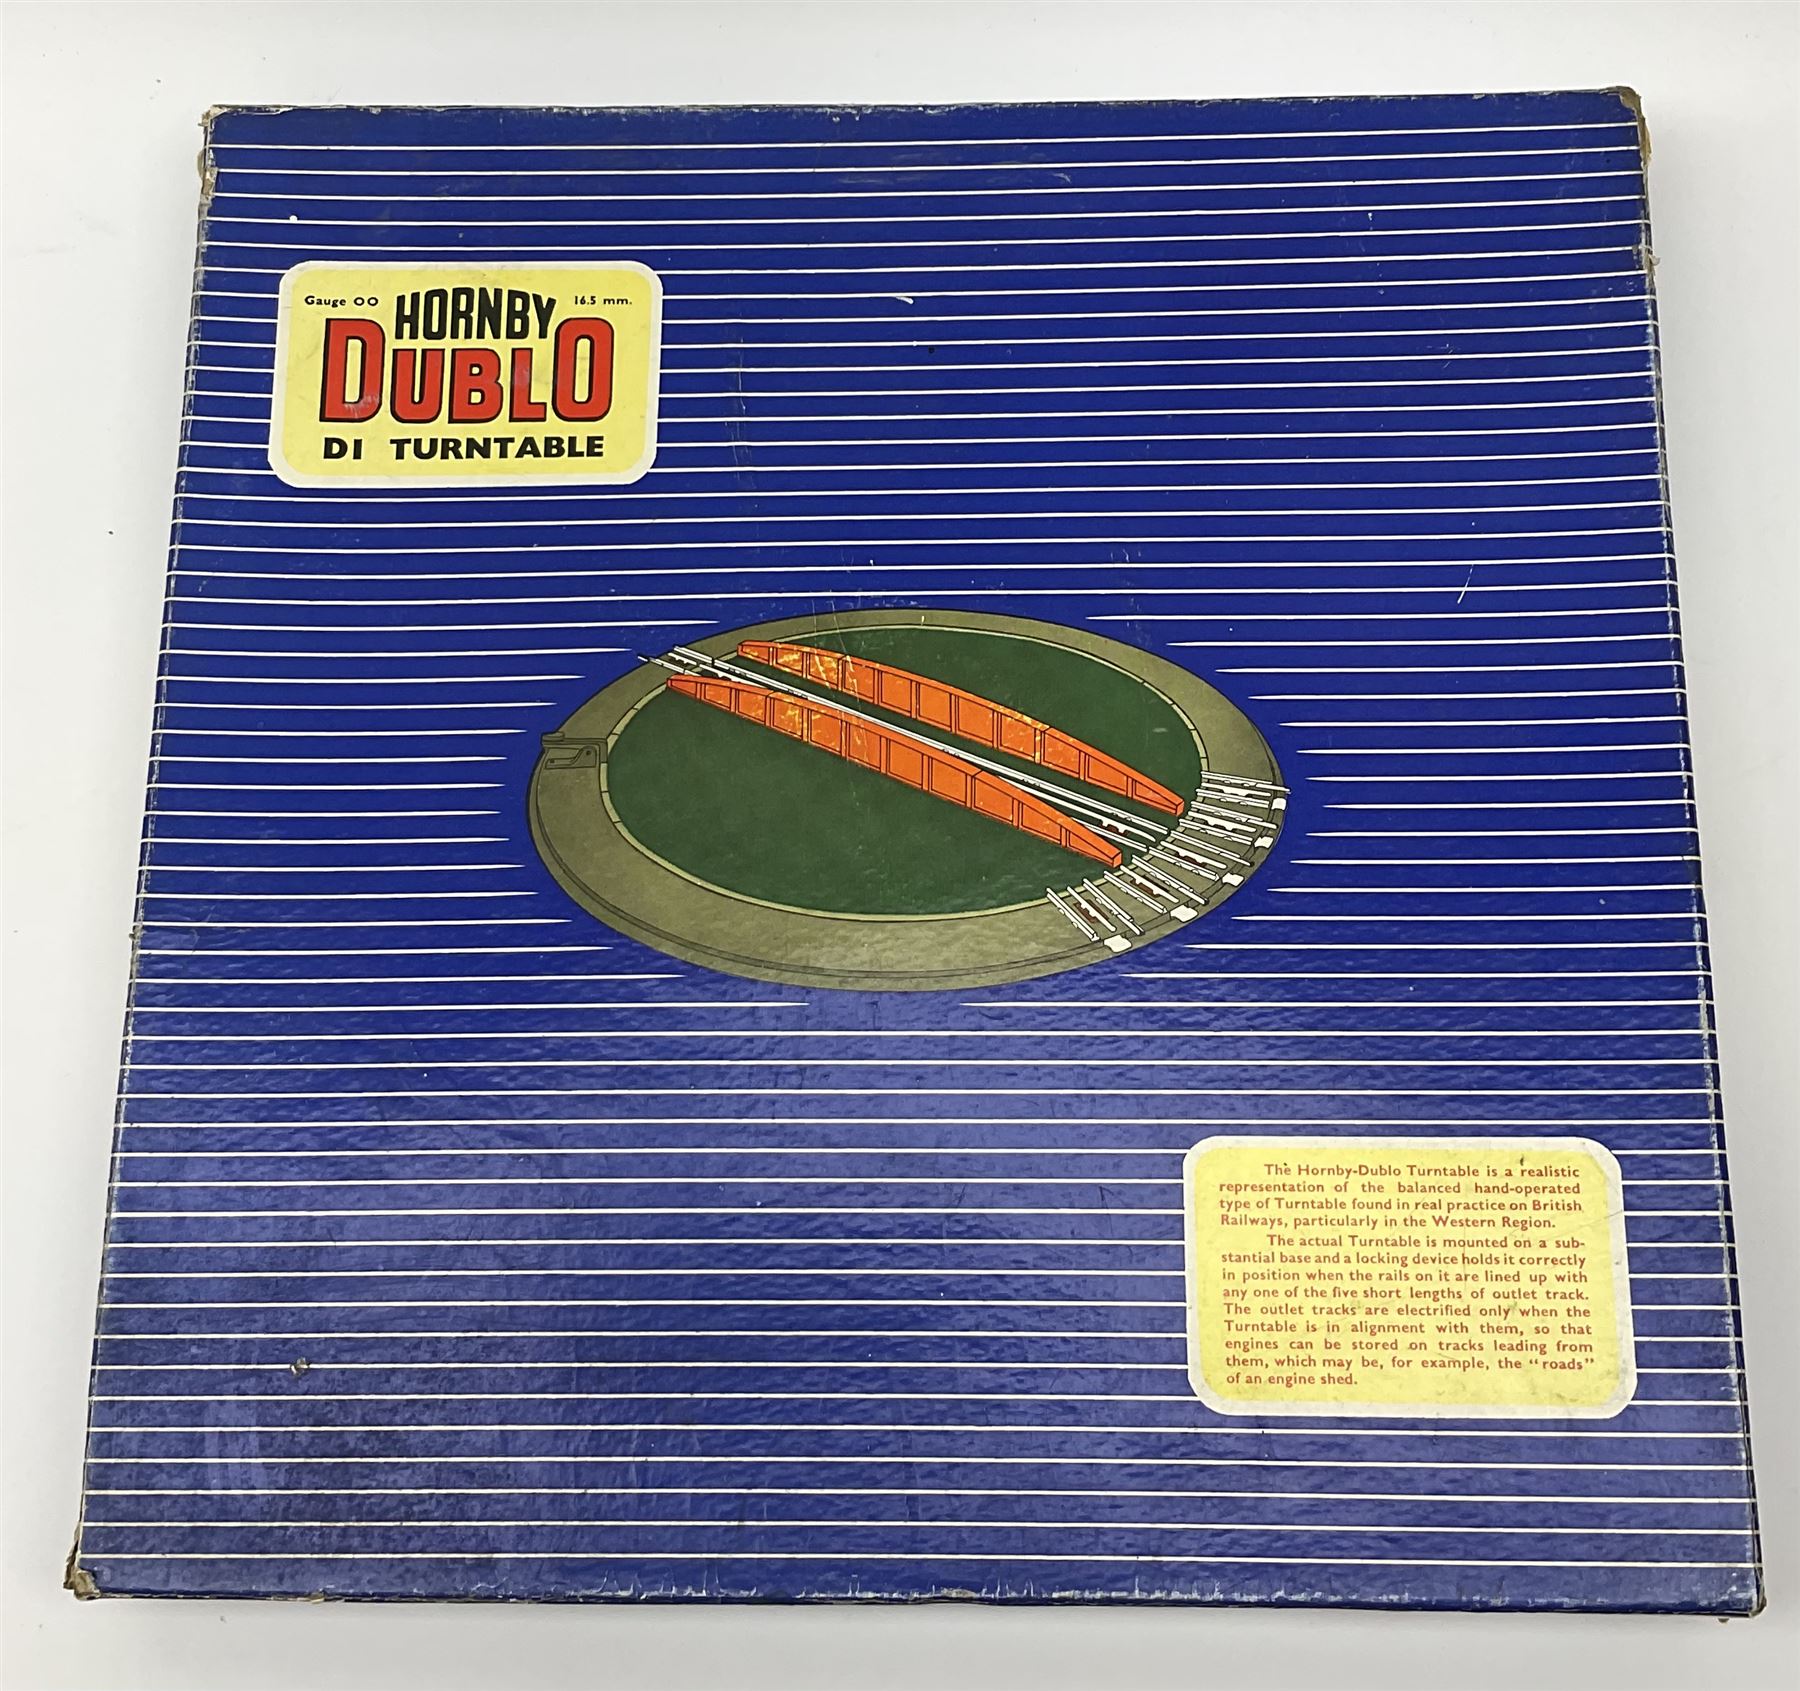 Gauge OO HORNBY 16.5 mm.
DUBLO
D1 TURNTABLE
The Hornby-Dublo Turntable is a realistic
representation of the balanced hand-operated
type of Turntable found in real practice on British
Railways, particularly in the Western Region.
The actual Turntable is mounted on a sub-
stantial base and a locking device holds it correctly
in position when the rails on it are lined up with
any one of the five short lengths of outlet track.
The outlet tracks are electrified only when the
Turntable is in alignment with them, so that
engines can be stored on tracks leading from
them, which may be, for example, the "roads"
of an engine shed.